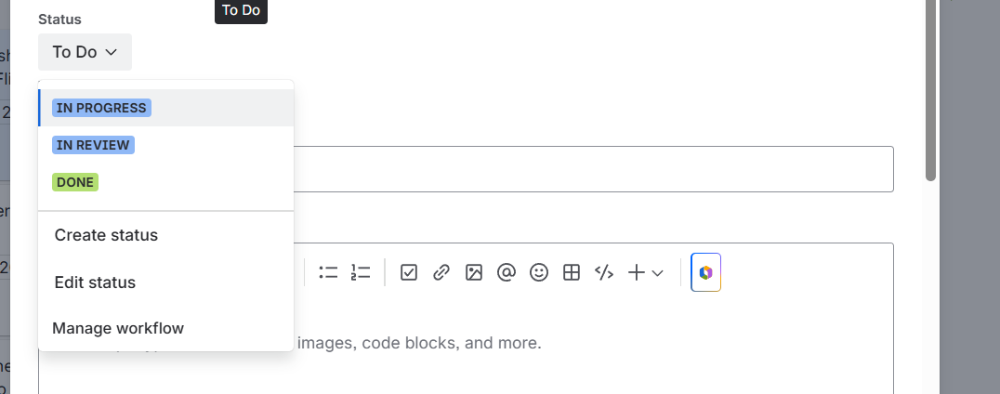 Status
To Do
To Do
IN PROGRESS
IN REVIEW
DONE
Create status
Edit status
Manage workflow
images, code blocks, and more.